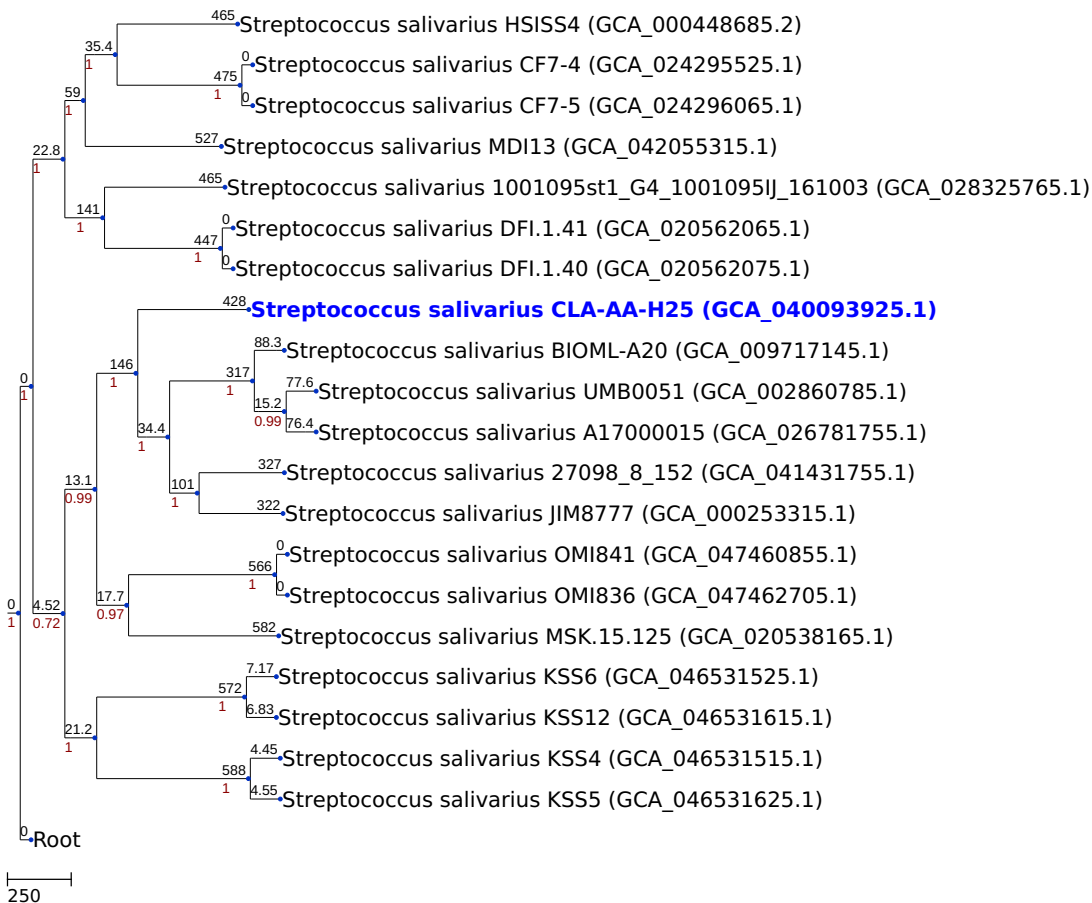 465
Streptococcus salivarius HSISS4 (GCA_000448685.2)
35.4
1
0
Streptococcus salivarius CF7-4 (GCA_024295525.1)
475
1
0
Streptococcus salivarius CF7-5 (GCA_024296065.1)
59
1
527
Streptococcus salivarius MDI13 (GCA_042055315.1)
22.8
1
465
Streptococcus salivarius 1001095st1_G4_1001095IJ_161003 (GCA_028325765.1)
141
1
0
Streptococcus salivarius DFI.1.41 (GCA_020562065.1)
447
1
0
Streptococcus salivarius DFI.1.40 (GCA_020562075.1)
428
Streptococcus salivarius CLA-AA-H25 (GCA_040093925.1)
88.3
Streptococcus salivarius BIOML-A20 (GCA_009717145.1)
146
1
317
1
0
1
77.6
Streptococcus salivarius UMB0051 (GCA_002860785.1)
15.2
0.99
76.4
Streptococcus salivarius A17000015 (GCA_026781755.1)
34.4
1
327
Streptococcus salivarius 27098_8_152 (GCA_041431755.1)
13.1
0.99
101
1
322
Streptococcus salivarius JIM8777 (GCA_000253315.1)
0
Streptococcus salivarius OMI841 (GCA_047460855.1)
566
1
0
Streptococcus salivarius OMI836 (GCA_047462705.1)
17.7
0.97
0
1
4.52
0.72
582
Streptococcus salivarius MSK.15.125 (GCA_020538165.1)
7.17
Streptococcus salivarius KSS6 (GCA_046531525.1)
572
1
6.83
Streptococcus salivarius KSS12 (GCA_046531615.1)
21.2
1
4.45
Streptococcus salivarius KSS4 (GCA_046531515.1)
588
1
4.55
Streptococcus salivarius KSS5 (GCA_046531625.1)
0
Root
250